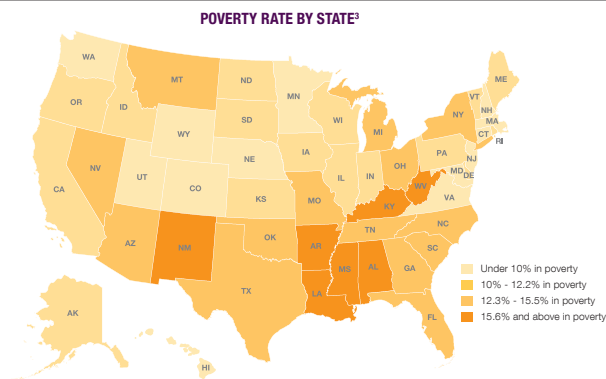 POVERTY RATE BY STATE³
WA
MT
ND
MN
ME
VT
NH
OR
ID
SD
WI
NY
MA
MI
CT
RI
WY
IA
PA
NJ
NE
OH
MD
DE
NV
UT
IL
IN
WV
CO
VA
CA
KS
MO
KY
NC
TN
AZ
NM
OK
AR
SC
MS
AL
GA
TX
LA
FL
AK
HI
Under 10% in poverty
10% - 12.2% in poverty
12.3% - 15.5% in poverty
15.6% and above in poverty